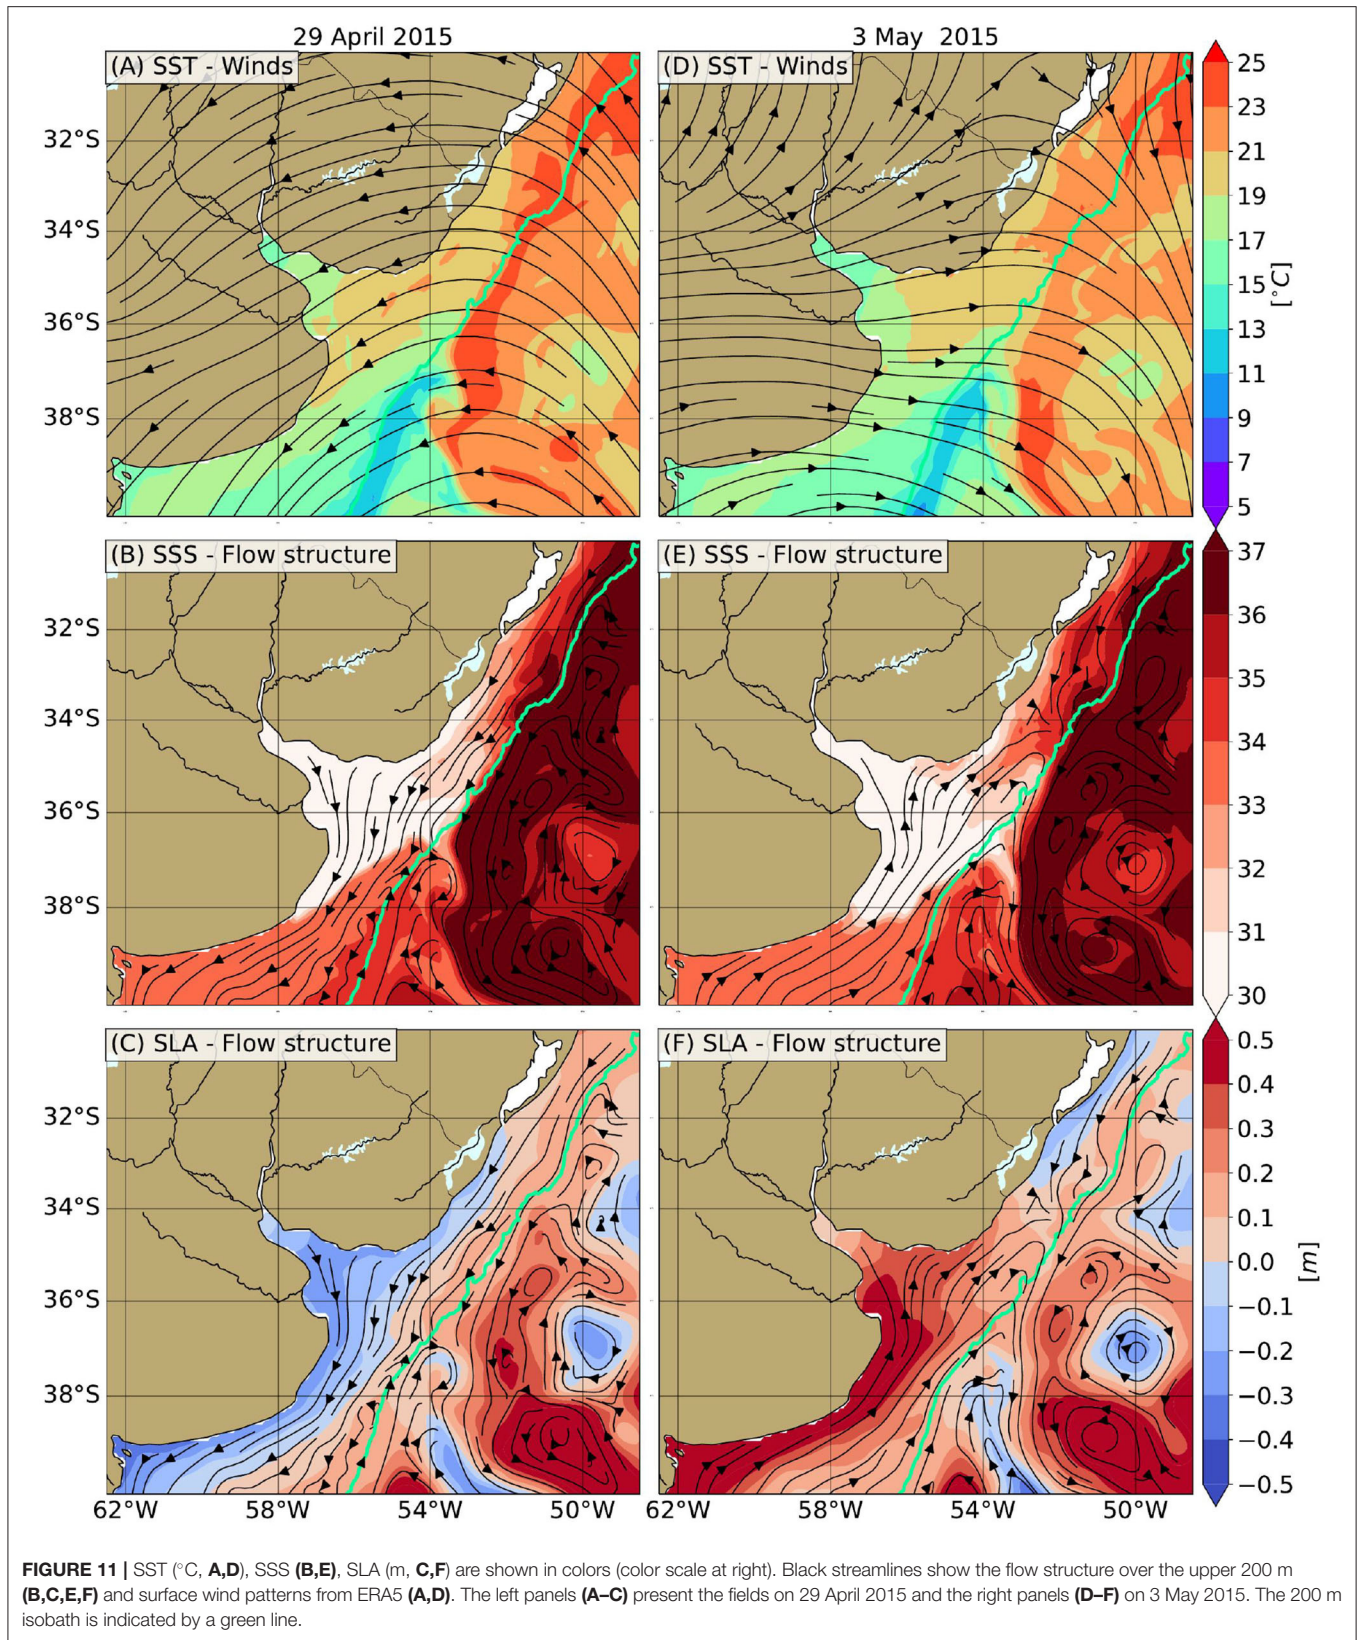 29 April 2015
3 May 2015
(A) SST - Winds
(D) SST - Winds
32°S
34°S
36°S
38°S
25
23
21
19
17
15
13
11
9
7
5
[°C]
(B) SSS - Flow structure
(E) SSS - Flow structure
32°S
34°S
36°S
38°S
37
36
35
34
33
32
31
30
(C) SLA - Flow structure
(F) SLA - Flow structure
32°S
34°S
36°S
38°S
0.5
0.4
0.3
0.2
0.1
0.0
−0.1
−0.2
−0.3
−0.4
−0.5
[m]
62°W 58°W 54°W 50°W 58°W 54°W 50°W
FIGURE 11 | SST (°C, A,D), SSS (B,E), SLA (m, C,F) are shown in colors (color scale at right). Black streamlines show the flow structure over the upper 200 m
(B,C,E,F) and surface wind patterns from ERA5 (A,D). The left panels (A–C) present the fields on 29 April 2015 and the right panels (D–F) on 3 May 2015. The 200 m
isobath is indicated by a green line.